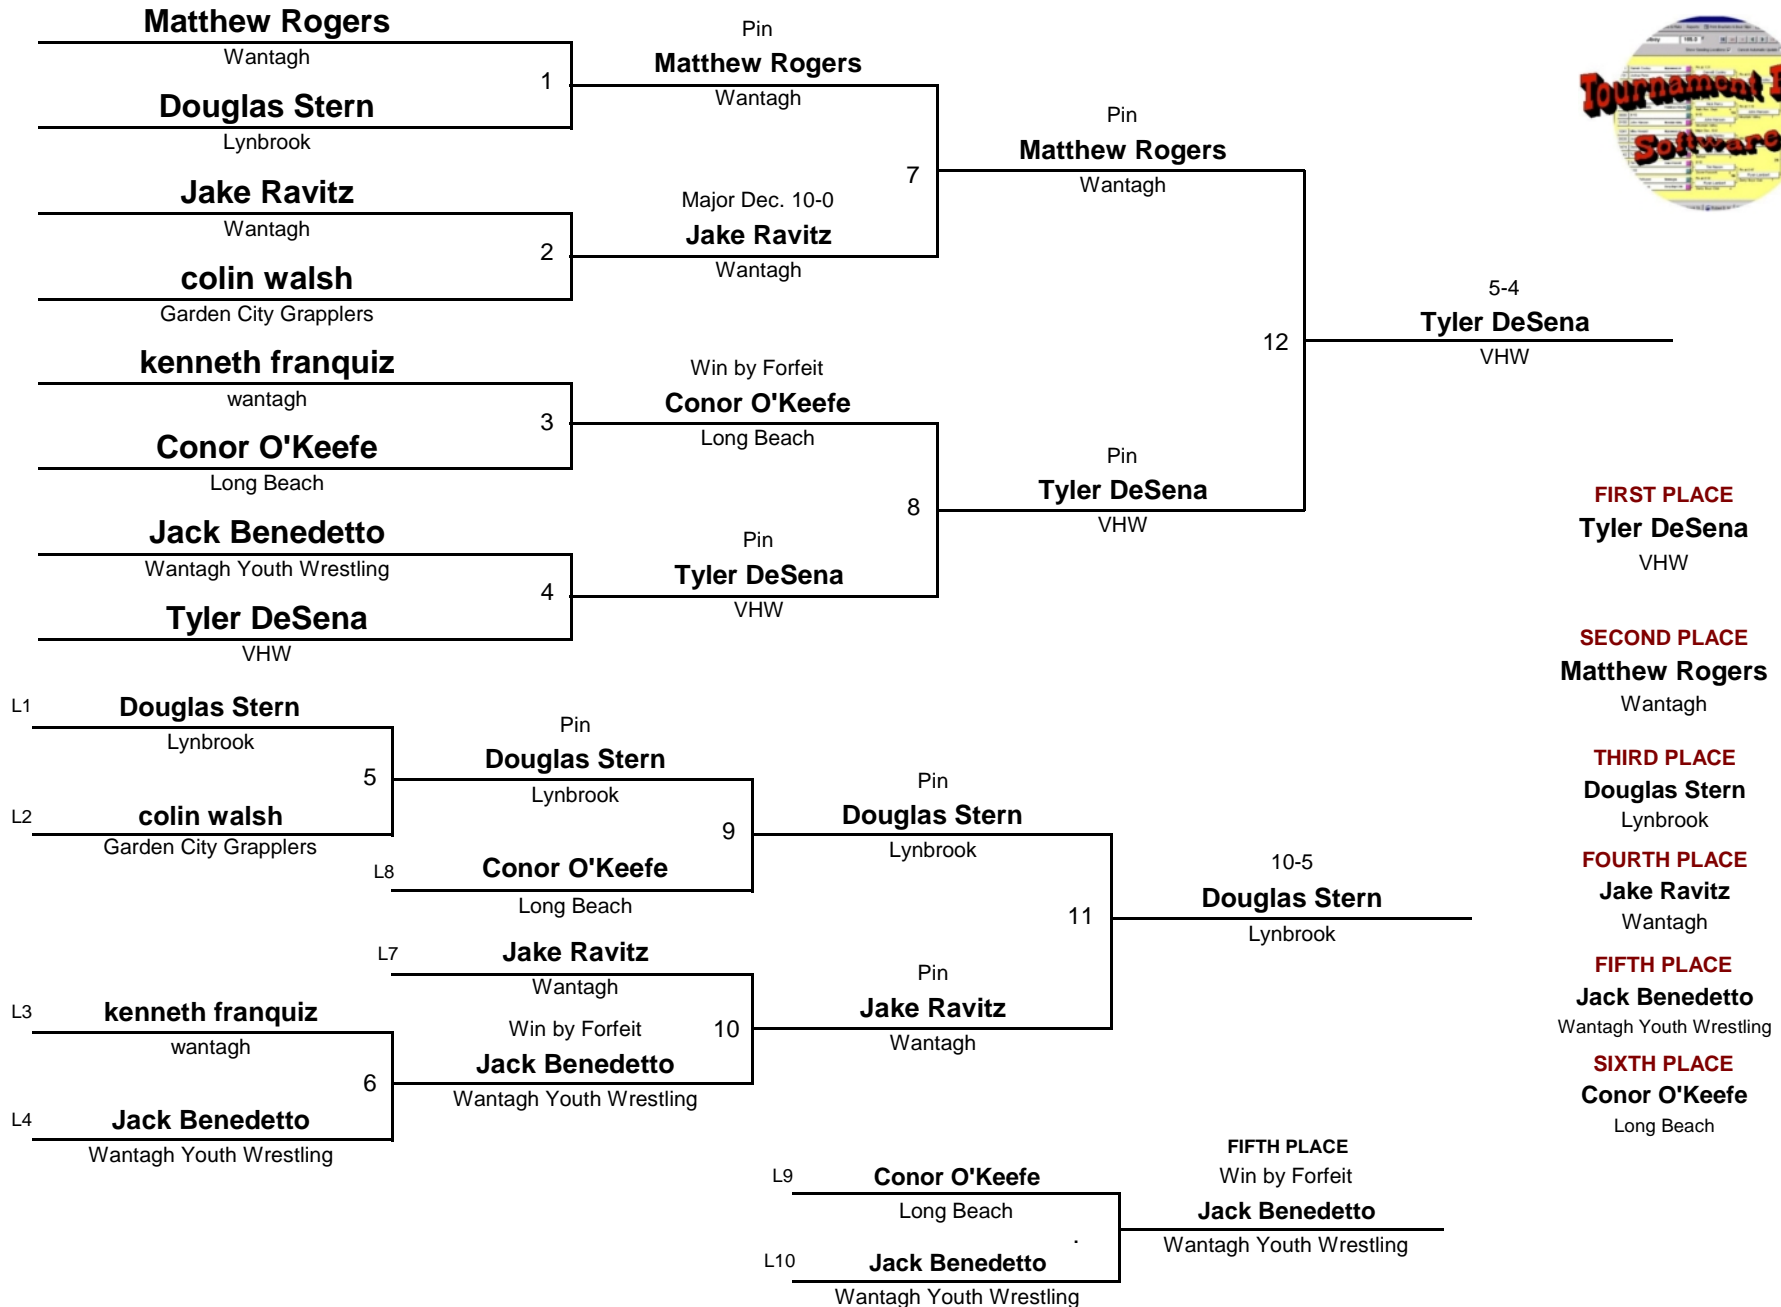 Matthew Rogers
Wantagh
1
Douglas Stern
Lynbrook
Jake Ravitz
Wantagh
2
colin walsh
Garden City Grapplers
kenneth franquiz
wantagh
3
Conor O'Keefe
Long Beach
Jack Benedetto
Wantagh Youth Wrestling
4
Tyler DeSena
VHW
Pin
Matthew Rogers
Wantagh
7
Major Dec. 10-0
Jake Ravitz
Wantagh
Win by Forfeit
Conor O'Keefe
Long Beach
8
Pin
Tyler DeSena
VHW
Pin
Matthew Rogers
Wantagh
12
Pin
Tyler DeSena
VHW
5-4
Tyler DeSena
VHW
Tournament
Software
FIRST PLACE
Tyler DeSena
VHW
SECOND PLACE
Matthew Rogers
Wantagh
THIRD PLACE
Douglas Stern
Lynbrook
FOURTH PLACE
Jake Ravitz
Wantagh
FIFTH PLACE
Jack Benedetto
Wantagh Youth Wrestling
SIXTH PLACE
Conor O'Keefe
Long Beach
L1
Douglas Stern
Lynbrook
5
L2
colin walsh
Garden City Grapplers
L3
kenneth franquiz
wantagh
6
L4
Jack Benedetto
Wantagh Youth Wrestling
Pin
Douglas Stern
Lynbrook
9
L8
Conor O'Keefe
Long Beach
L7
Jake Ravitz
Wantagh
10
Win by Forfeit
Jack Benedetto
Wantagh Youth Wrestling
Pin
Douglas Stern
Lynbrook
11
Pin
Jake Ravitz
Wantagh
10-5
Douglas Stern
Lynbrook
L9
Conor O'Keefe
Long Beach
.
L10
Jack Benedetto
Wantagh Youth Wrestling
FIFTH PLACE
Win by Forfeit
Jack Benedetto
Wantagh Youth Wrestling